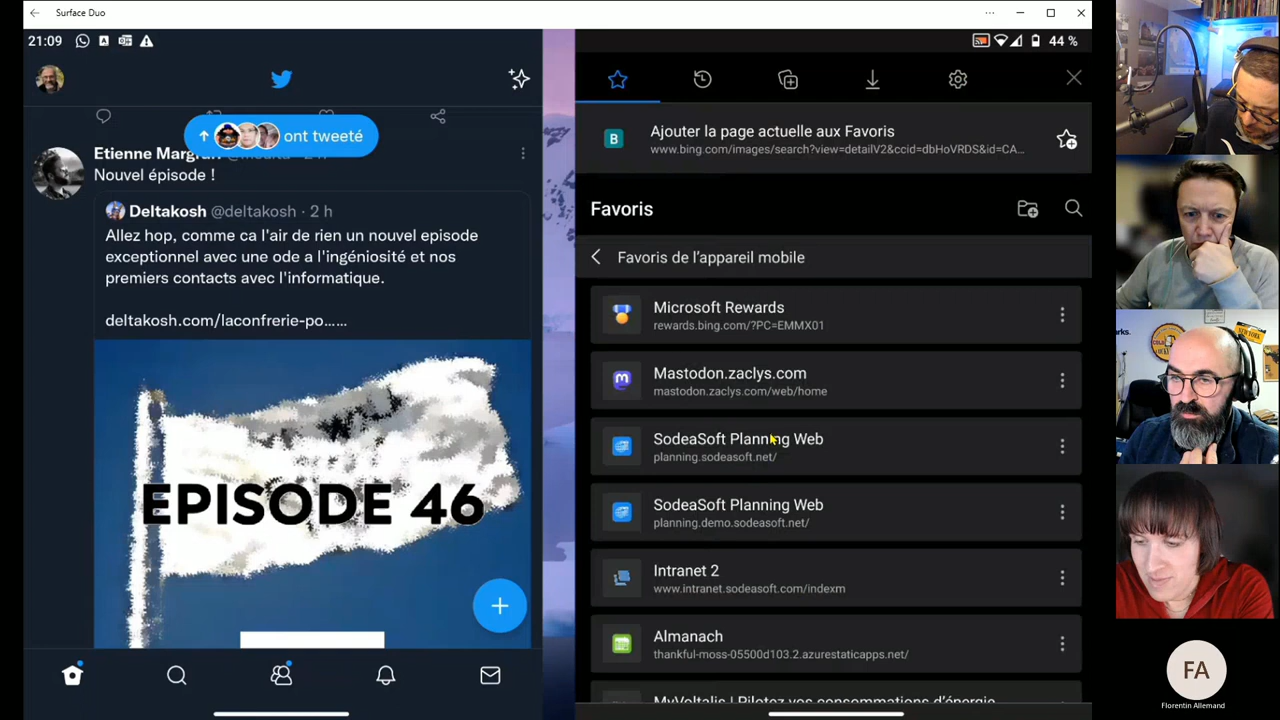 Surface Duo
21:09
44 %
ont tweeté
Etienne Margraff
Nouvel épisode !
Deltakosh @deltakosh · 2 h
Allez hop, comme ca l'air de rien un nouvel episode
exceptionnel avec une ode a l'ingéniosité et nos
premiers contacts avec l'informatique.
deltakosh.com/laconfrerie-po……
EPISODE 46
B
Ajouter la page actuelle aux Favoris
www.bing.com/images/search?view=detailV2&ccid=dbHoVRDS&id=CA...
Favoris
Favoris de l'appareil mobile
Microsoft Rewards
rewards.bing.com/?PC=EMMX01
Mastodon.zaclys.com
mastodon.zaclys.com/web/home
SodeaSoft Planning Web
planning.sodeasoft.net/
SodeaSoft Planning Web
planning.demo.sodeasoft.net/
Intranet 2
www.intranet.sodeasoft.com/indexm
Almanach
thankful-moss-05500d103.2.azurestaticapps.net/
MyVoltalis | Pilotez vos consommations d'énergie
FA
Florentin Allemand